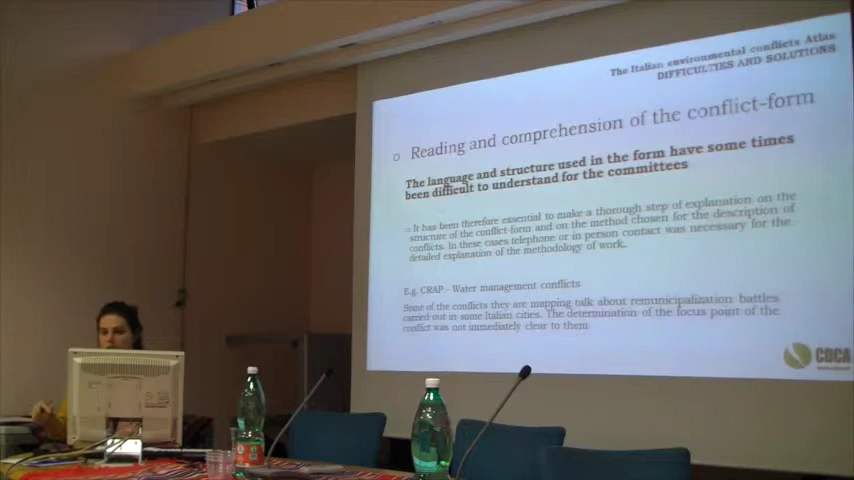 The Italian environmental conflicts Atlas
DIFFICULTIES AND SOLUTIONS
Reading and comprehension of the conflict-form
The language and structure used in the form have some times
been difficult to understand for the committees
It has been therefore essential to make a thorough step of explanation on the
structure of the conflict-form and on the method chosen for the description of
conflicts. In these cases telephone or in person contact was necessary for the
detailed explanation of the methodology of work.
E.g. CRAP – Water management conflicts
Some of the conflicts they are mapping talk about remunicipalization battles
carried out in some Italian cities. The determination of the focus point of the
conflict was not immediately clear to them
CDCA